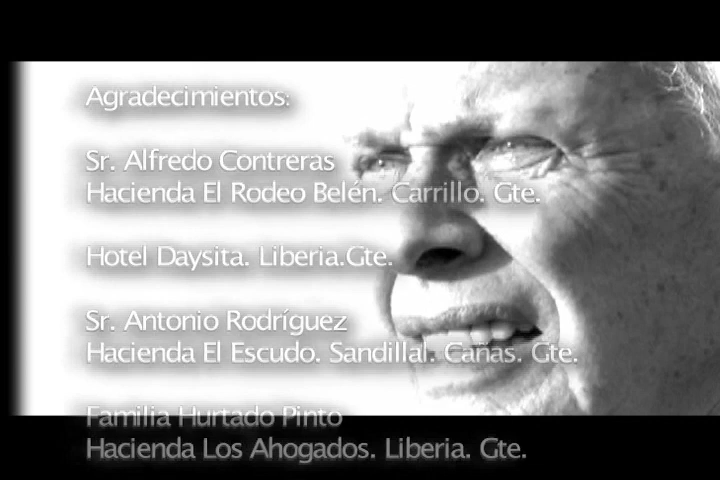 Agradecimientos:
Sr. Alfredo Contreras
Hacienda El Rodeo Belén. Carrillo. Gte.
Hotel Daysita. Liberia.Gte.
Sr. Antonio Rodríguez
Hacienda El Escudo. Sandillal. Cañas. Gte.
Familia Hurtado Pinto
Hacienda Los Ahogados. Liberia. Gte.